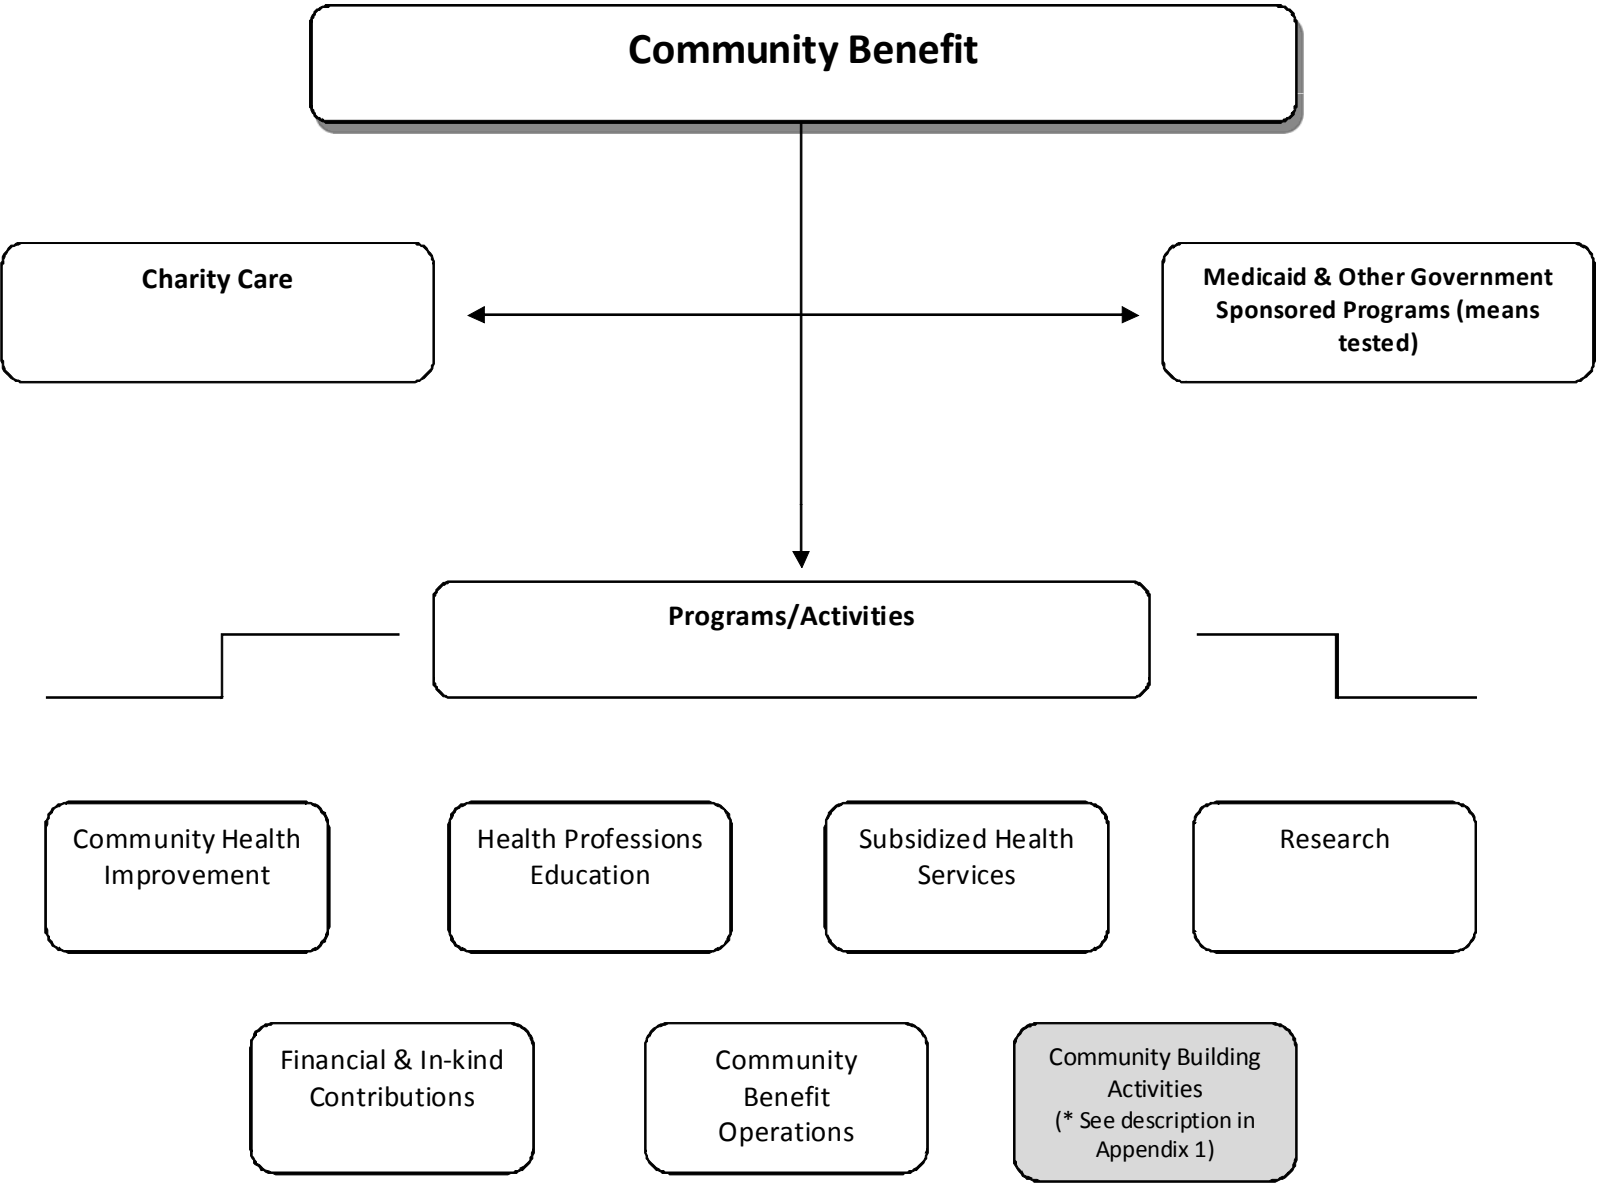 Community Benefit
Charity Care
Medicaid & Other Government
Sponsored Programs (means
tested)
Programs/Activities
Community Health
Improvement
Health Professions
Education
Subsidized Health
Services
Research
Financial & In-kind
Contributions
Community
Benefit
Operations
Community Building
Activities
(* See description in
Appendix 1)